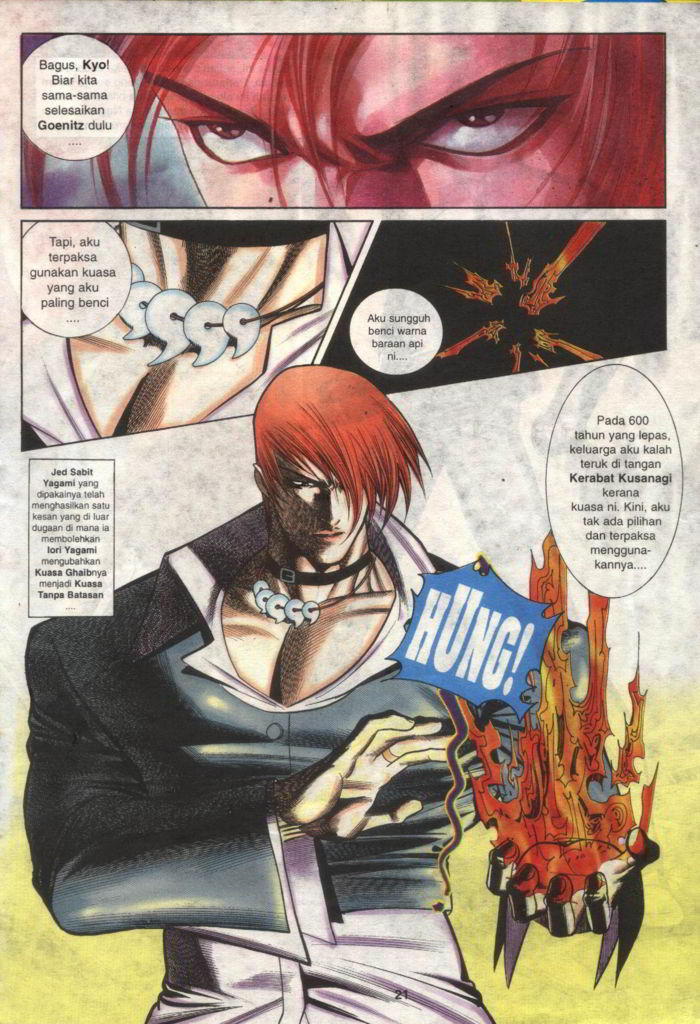 Bagus, Kyo!
Biar kita
sama-sama
selesaikan
Goenitz dulu
....
Tapi, aku
terpaksa
gunakan kuasa
yang aku
paling benci
....
Aku sungguh
benci warna
baraan api
ni....
Jed Sabit
Yagami yang
dipakainya telah
menghasilkan satu
kesan yang di luar
dugaan di mana ia
membolehkan
Iori Yagami
mengubahkan
Kuasa Ghaibnya
menjadi Kuasa
Tanpa Batasan
....
Pada 600
tahun yang lepas,
keluarga aku kalah
teruk di tangan
Kerabat Kusanagi
kerana
kuasa ni. Kini, aku
tak ada pilihan
dan terpaksa
mengguna-
kannya....
HUNG!
21